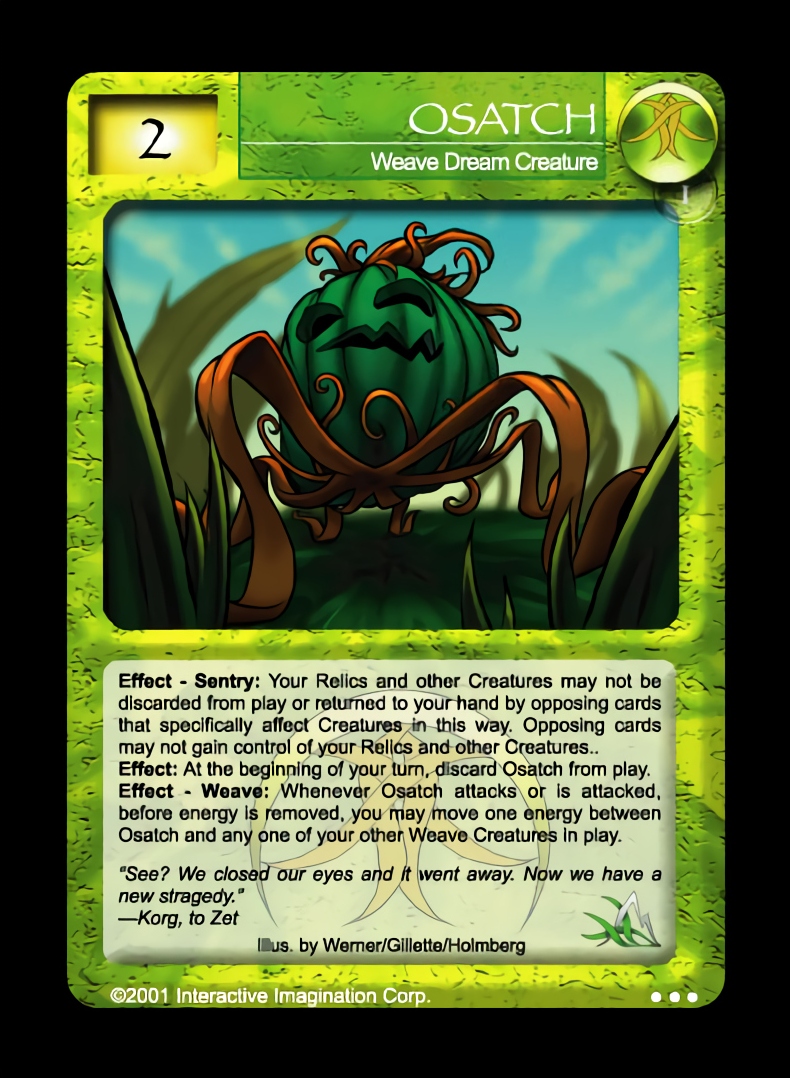 2
OSATCH
Weave Dream Creature
I
Effect - Sentry: Your Relics and other Creatures may not be
discarded from play or returned to your hand by opposing cards
that specifically affect Creatures in this way. Opposing cards
may not gain control of your Relics and other Creatures..
Effect: At the beginning of your turn, discard Osatch from play.
Effect - Weave: Whenever Osatch attacks or is attacked,
before energy is removed, you may move one energy between
Osatch and any one of your other Weave Creatures in play.
"See? We closed our eyes and it went away. Now we have a
new stragedy."
—Korg, to Zet
Illus. by Werner/Gillette/Holmberg
©2001 Interactive Imagination Corp.